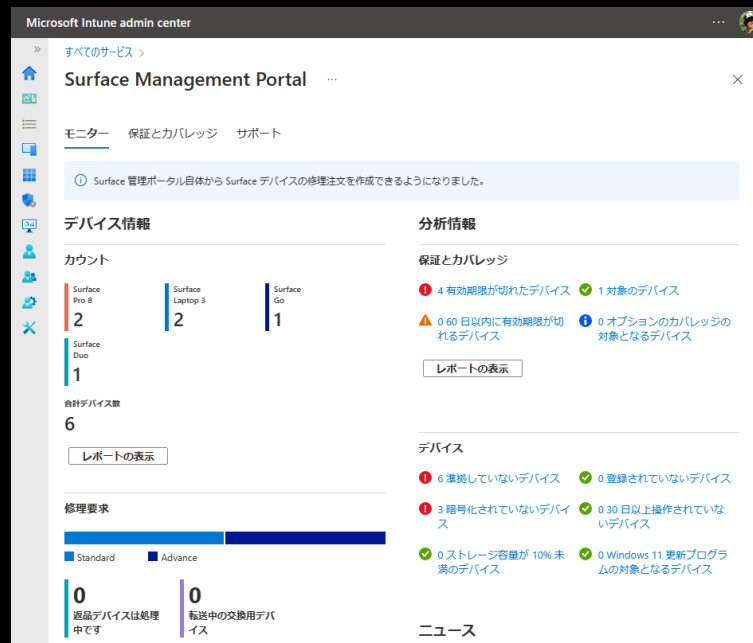 Microsoft Intune admin center
すべてのサービス >
Surface Management Portal ...
モニター 保証とカバレッジ サポート
Surface 管理ポータル自体から Surface デバイスの修理注文を作成できるようになりました。
デバイス情報
カウント
Surface
Pro 8
2
Surface
Laptop 3
2
Surface
Go
1
Surface
Duo
1
合計デバイス数
6
レポートの表示
修理要求
Standard Advance
0
返品デバイスは処理
中です
0
転送中の交換用デバ
イス
分析情報
保証とカバレッジ
4 有効期限が切れたデバイス
1 対象のデバイス
0 60 日以内に有効期限が切
れるデバイス
0 オプションのカバレッジの
対象となるデバイス
レポートの表示
デバイス
6 準拠していないデバイス
0 登録されていないデバイス
3 暗号化されていないデバイ
ス
0 30 日以上操作されていな
いデバイス
0 ストレージ容量が 10% 未
満のデバイス
0 Windows 11 更新プログラ
ムの対象となるデバイス
ニュース